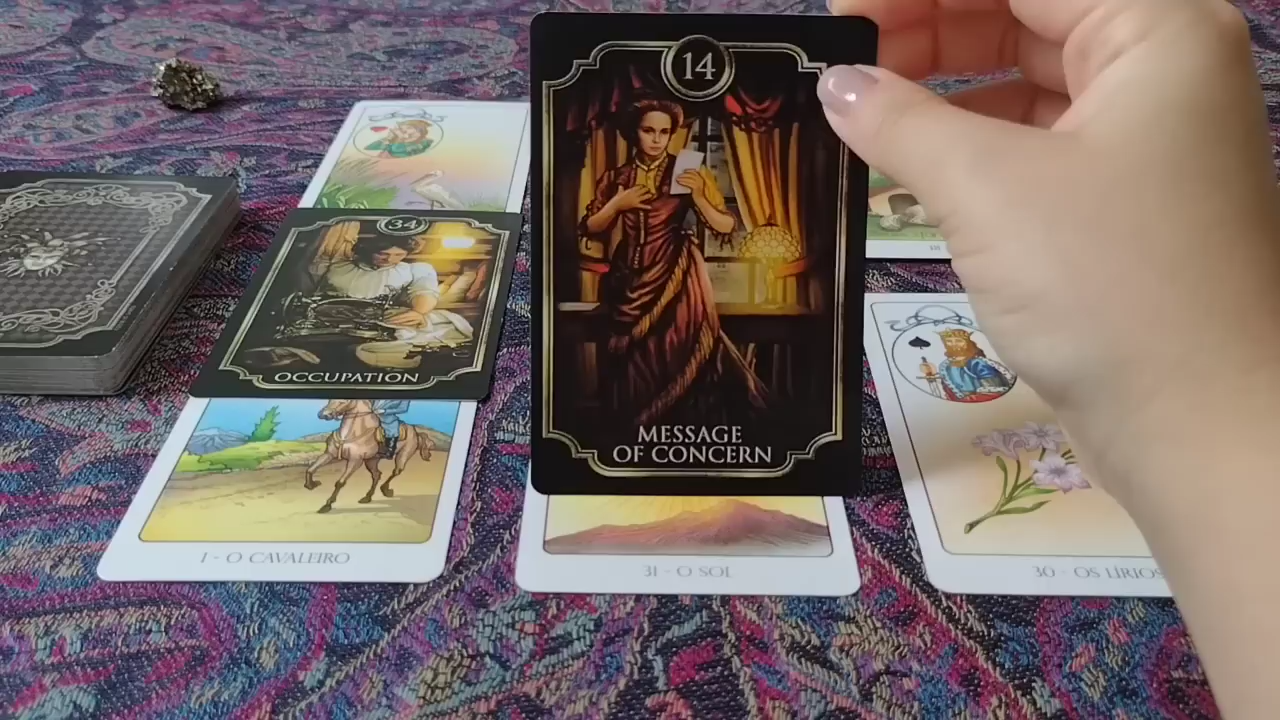 14
MESSAGE
OF CONCERN
34
OCCUPATION
1 - O CAVALEIRO
31 - O SOL
30 - OS LÍRIOS